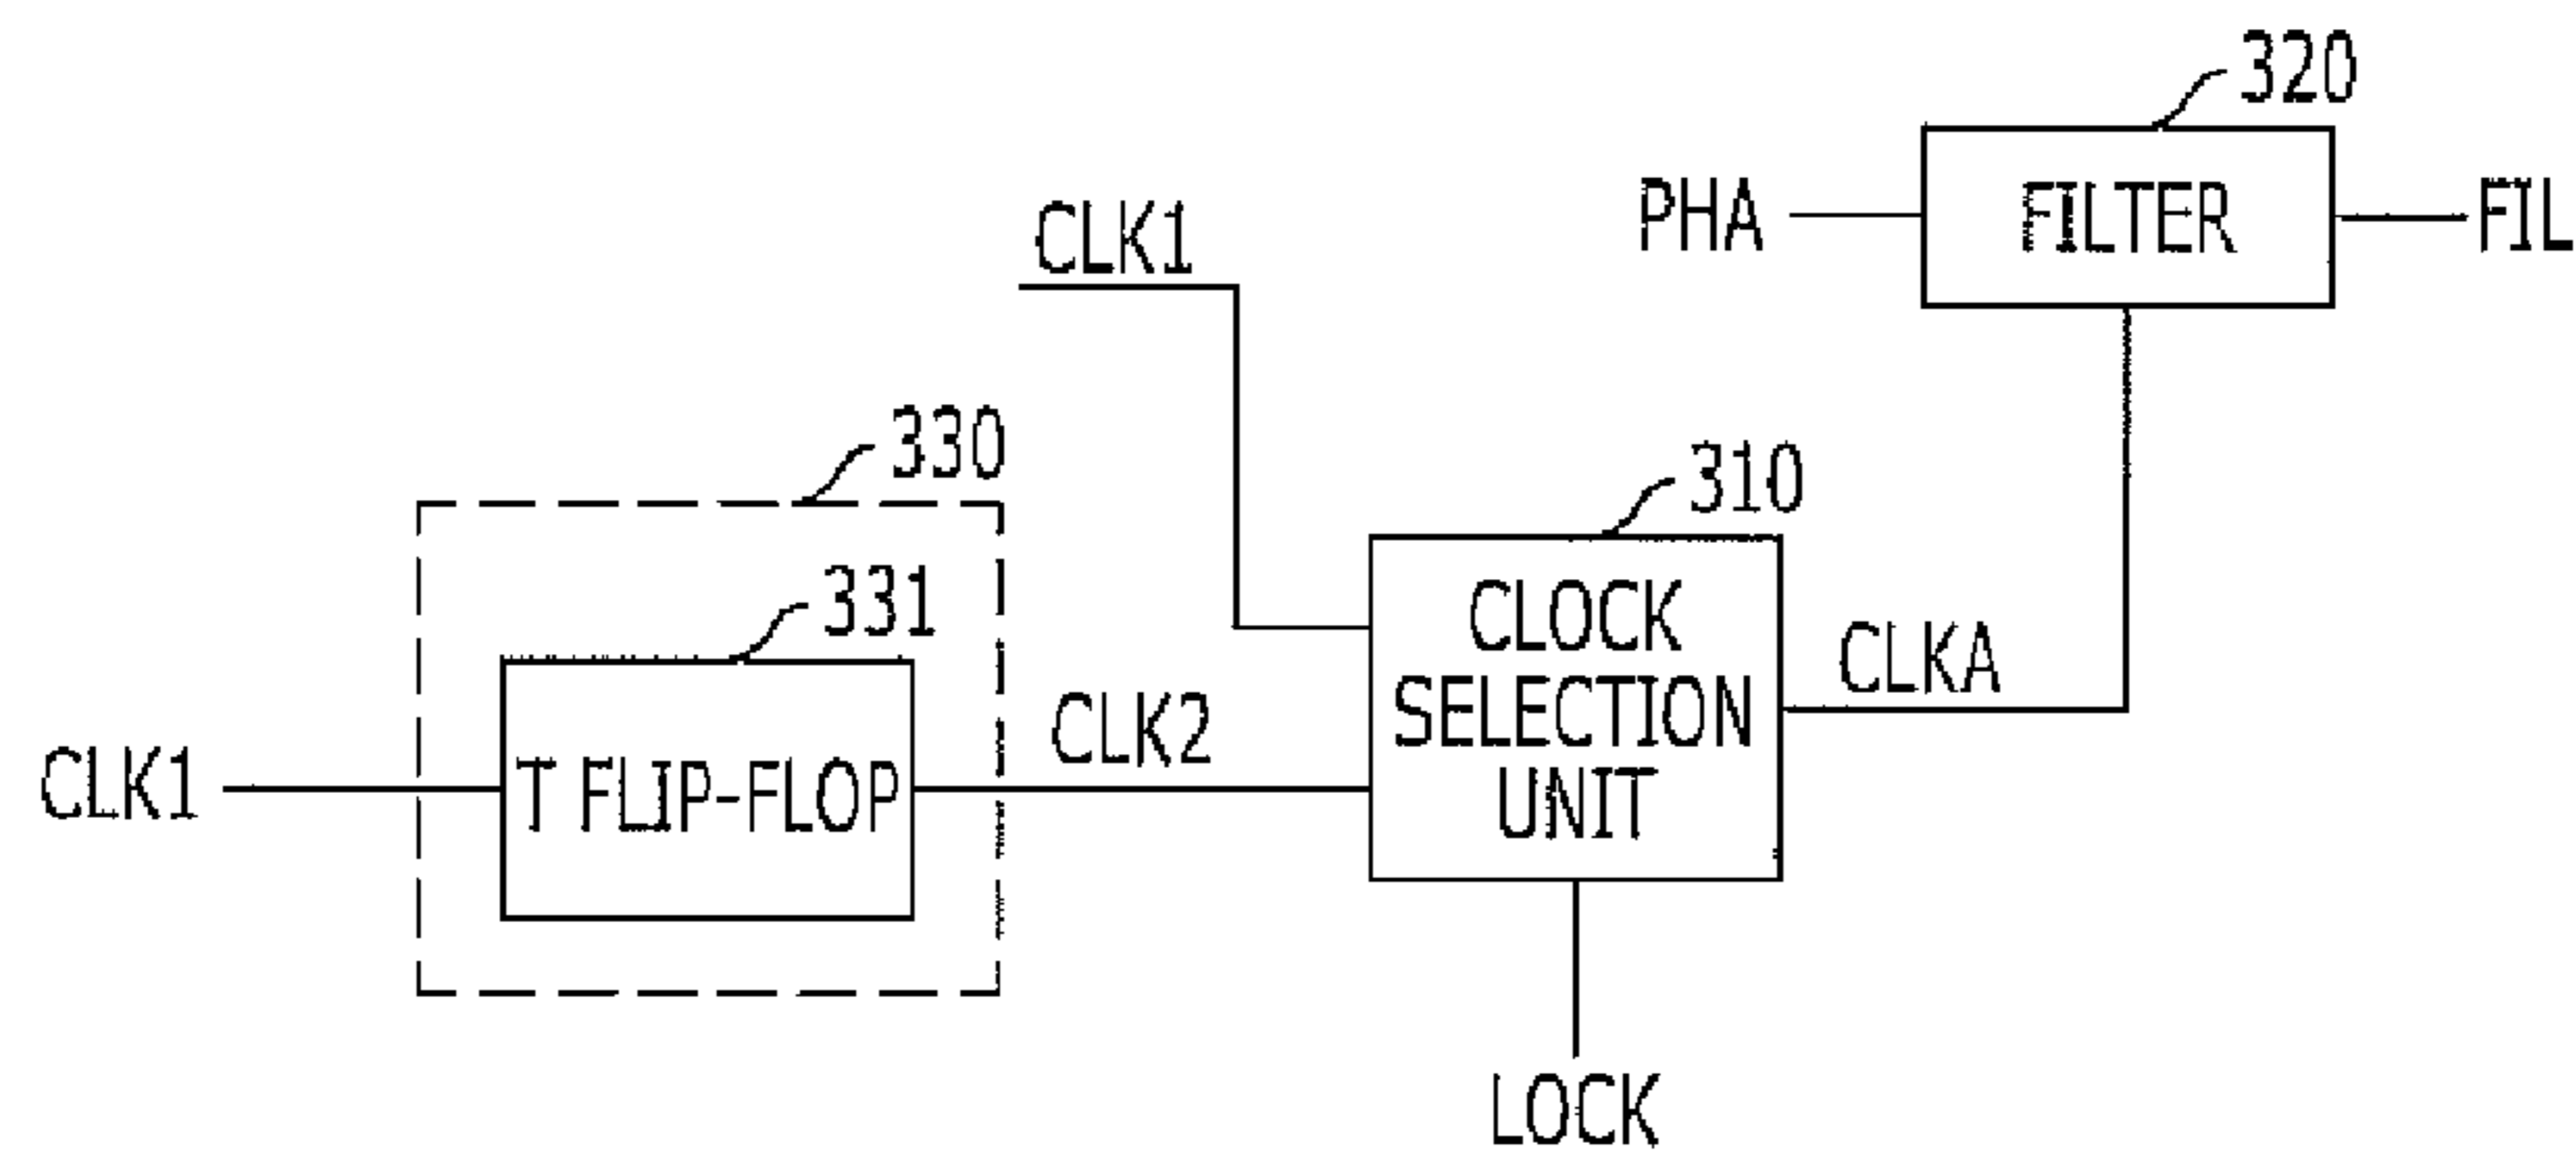 320
PHA
FILTER
FIL
CLK1
330
310
331
CLOCK
SELECTION
UNIT
CLKA
CLK2
CLK1
T FLIP-FLOP
LOCK